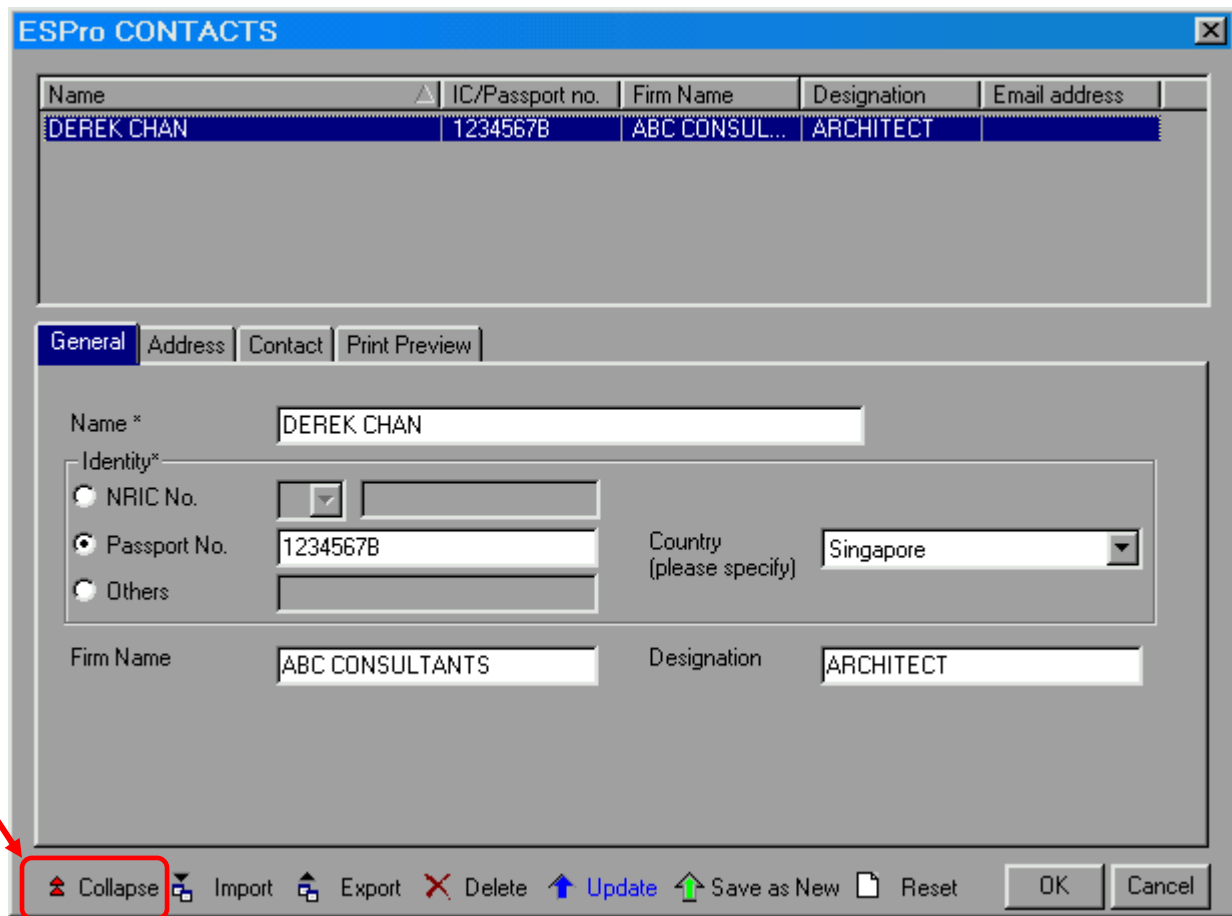 ESPro CONTACTS
Name IC/Passport no. Firm Name Designation Email address
DEREK CHAN 1234567B ABC CONSUL... ARCHITECT
General Address Contact Print Preview
Name * DEREK CHAN
Identity*
NRIC No.
Passport No. 1234567B Country (please specify) Singapore
Others
Firm Name ABC CONSULTANTS Designation ARCHITECT
Collapse Import Export Delete Update Save as New Reset OK Cancel